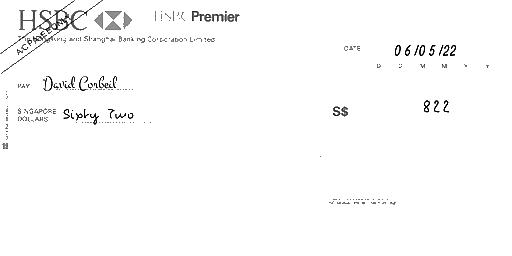 HSBC HSBC Premier
The Hongkong and Shanghai Banking Corporation Limited
A/C PAYEE ONLY
DATE 06/05/22
D D M M Y Y
PAY David Corbeil
SINGAPORE DOLLARS Sixty Two
S$ 822